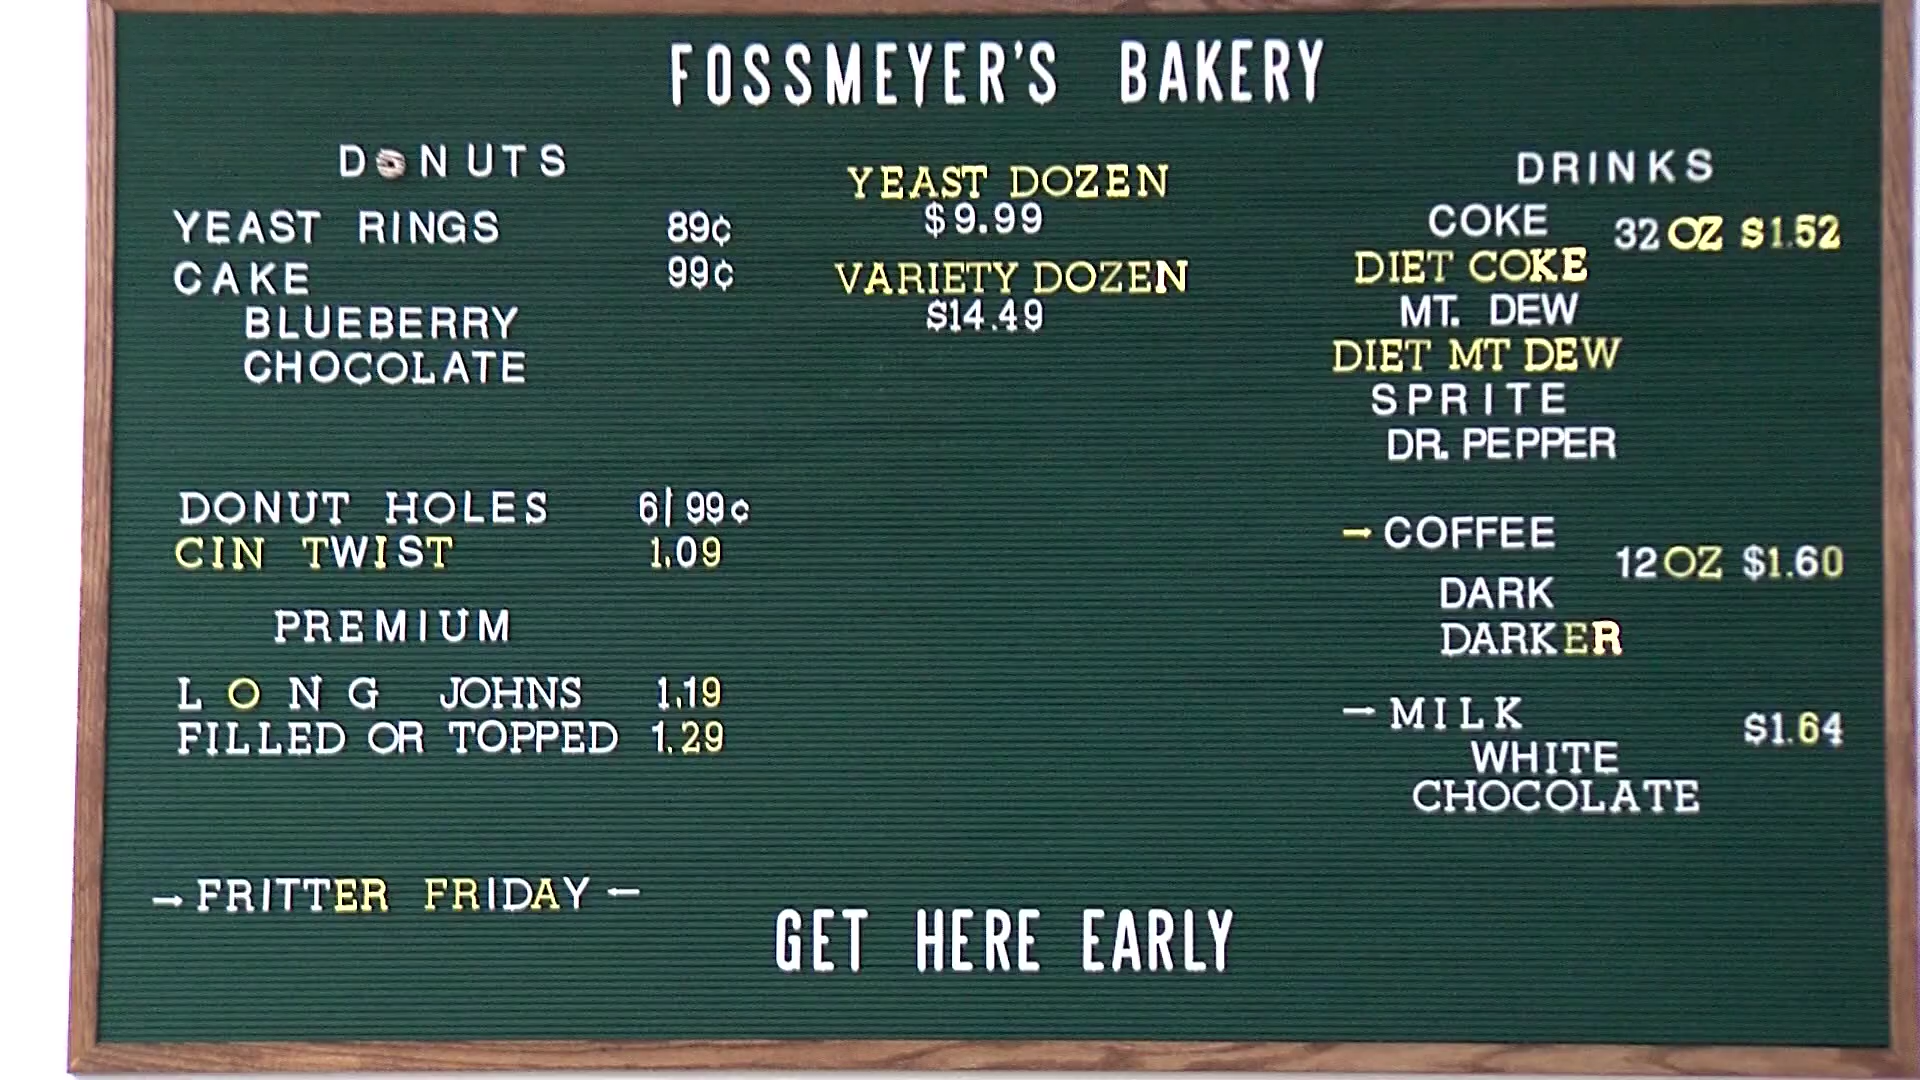 FOSSMEYER'S BAKERY
DONUTS
YEAST RINGS 89¢
CAKE 99¢
BLUEBERRY
CHOCOLATE
DONUT HOLES 6/99¢
CIN TWIST 1.09
PREMIUM
LONG JOHNS 1.19
FILLED OR TOPPED 1.29
→FRITTER FRIDAY←
YEAST DOZEN
$9.99
VARIETY DOZEN
$14.49
GET HERE EARLY
DRINKS
COKE 32 OZ $1.52
DIET COKE
MT. DEW
DIET MT DEW
SPRITE
DR. PEPPER
→COFFEE 12 OZ $1.60
DARK
DARKER
→MILK $1.64
WHITE
CHOCOLATE